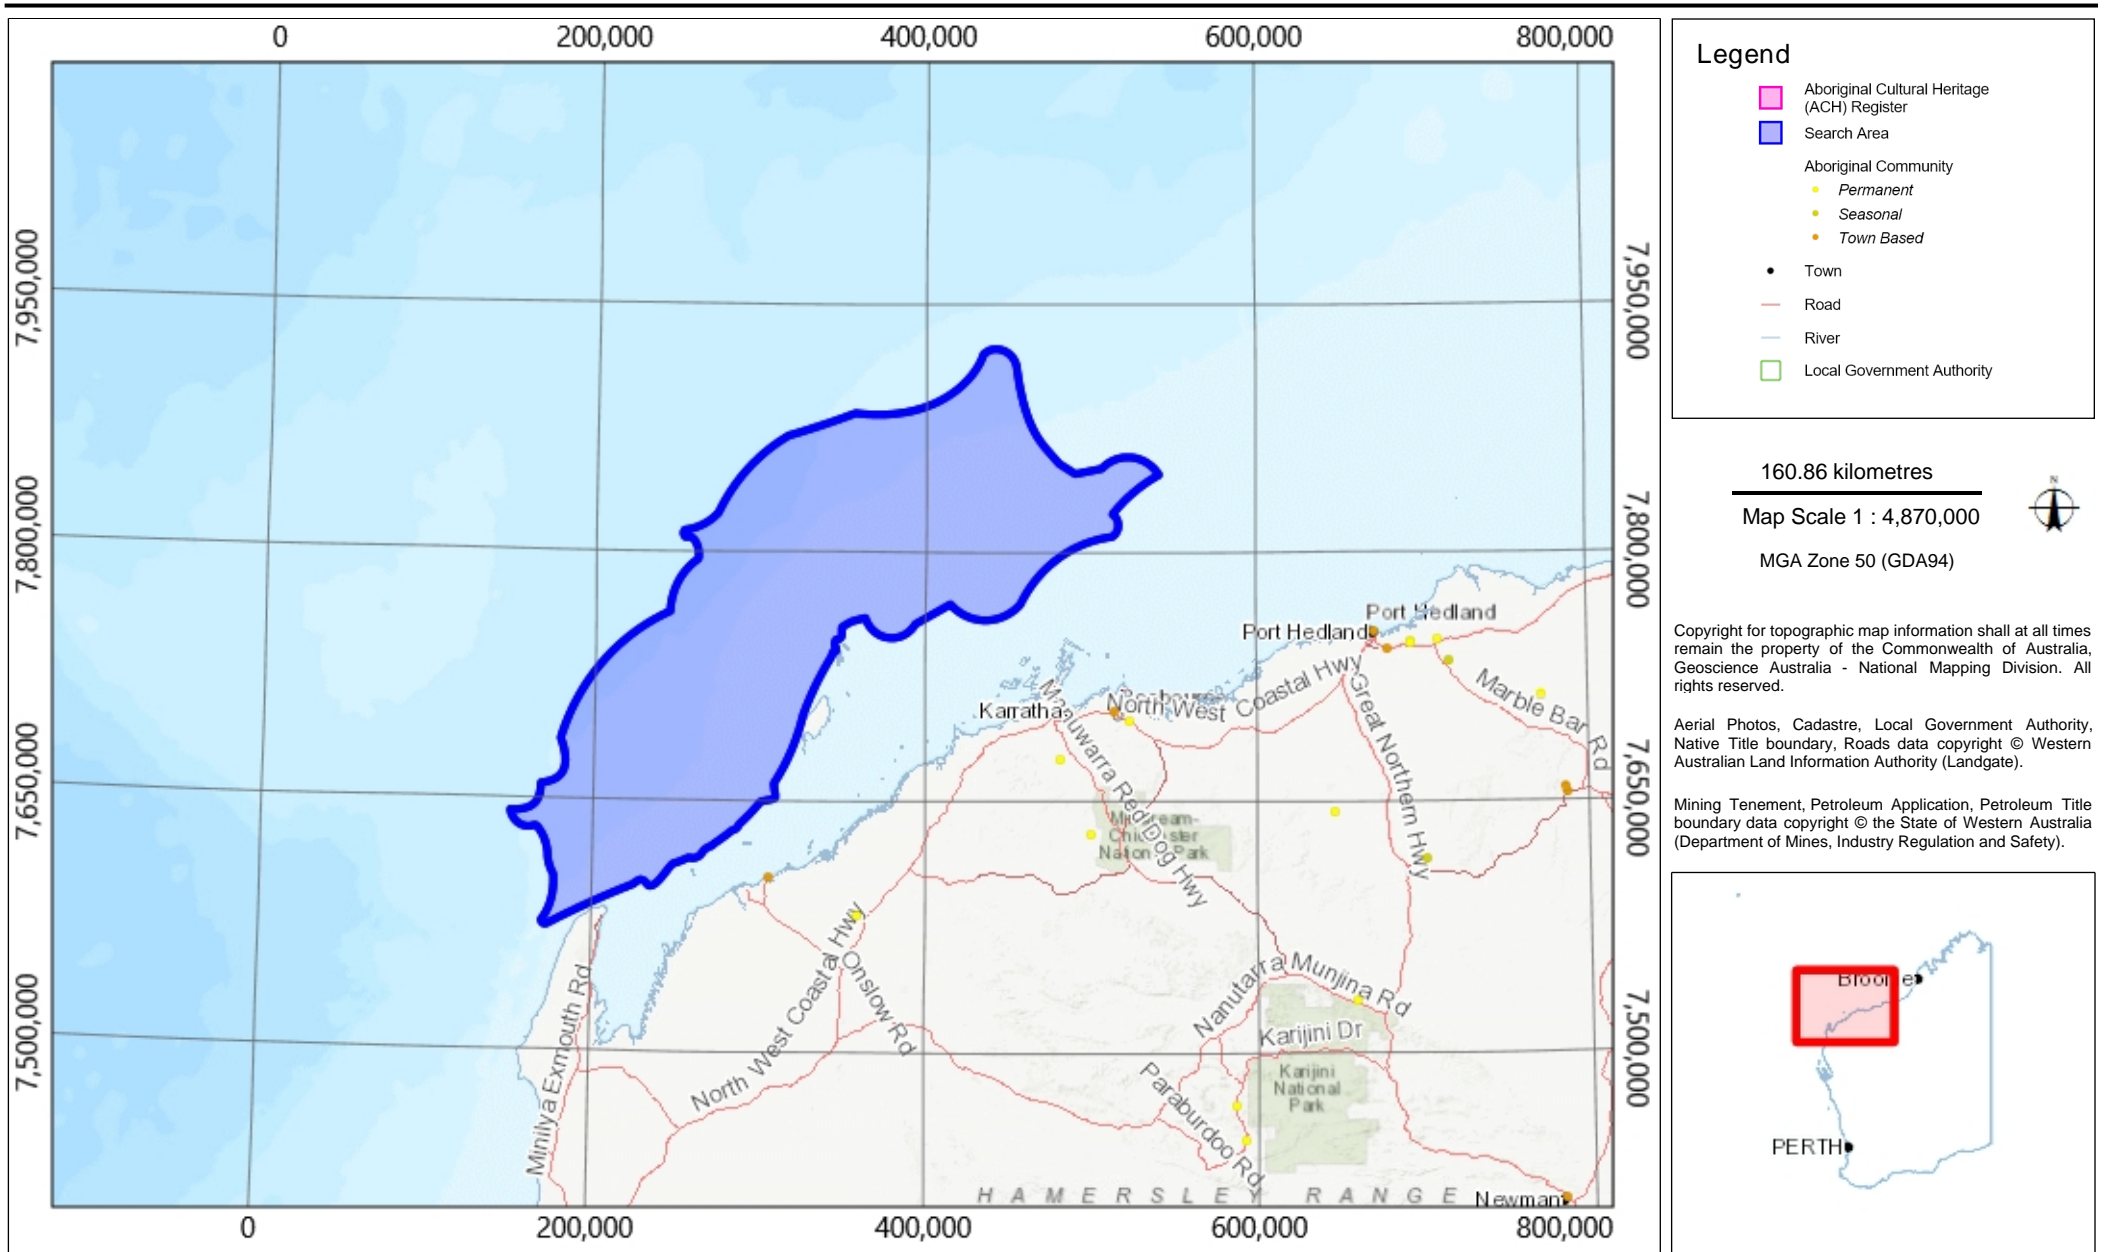 0 200,000 400,000 600,000 800,000
7,950,000
7,800,000
7,650,000
7,500,000
7,950,000
7,800,000
7,650,000
7,500,000
Port Hedland
Port Hedland
Karratha
North West Coastal Hwy
Great Northern Hwy
Marble Bar Rd
Manuwarra Red Dog Hwy
National Park
Minilya Exmouth Rd
North West Coastal Hwy
Onslow Rd
Nanutarra Munjina Rd
Karijini Dr
Karijini
National
Park
Paraburdoo Rd
HAMERSLEY RANGE
Newman
0 200,000 400,000 600,000 800,000
Legend
Aboriginal Cultural Heritage
(ACH) Register
Search Area
Aboriginal Community
Permanent
Seasonal
Town Based
Town
Road
River
Local Government Authority
160.86 kilometres
Map Scale 1 : 4,870,000
MGA Zone 50 (GDA94)
N
Copyright for topographic map information shall at all times
remain the property of the Commonwealth of Australia,
Geoscience Australia - National Mapping Division. All
rights reserved.
Aerial Photos, Cadastre, Local Government Authority,
Native Title boundary, Roads data copyright © Western
Australian Land Information Authority (Landgate).
Mining Tenement, Petroleum Application, Petroleum Title
boundary data copyright © the State of Western Australia
(Department of Mines, Industry Regulation and Safety).
Broome
PERTH